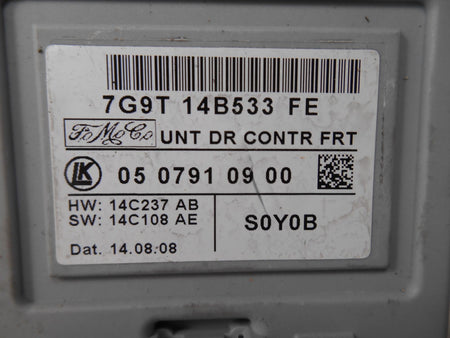 7G9T 14B533 FE
FoMoCo UNT DR CONTR FRT
LK 05 0791 09 00
HW: 14C237 AB
SW: 14C108 AE S0Y0B
Dat. 14.08.08